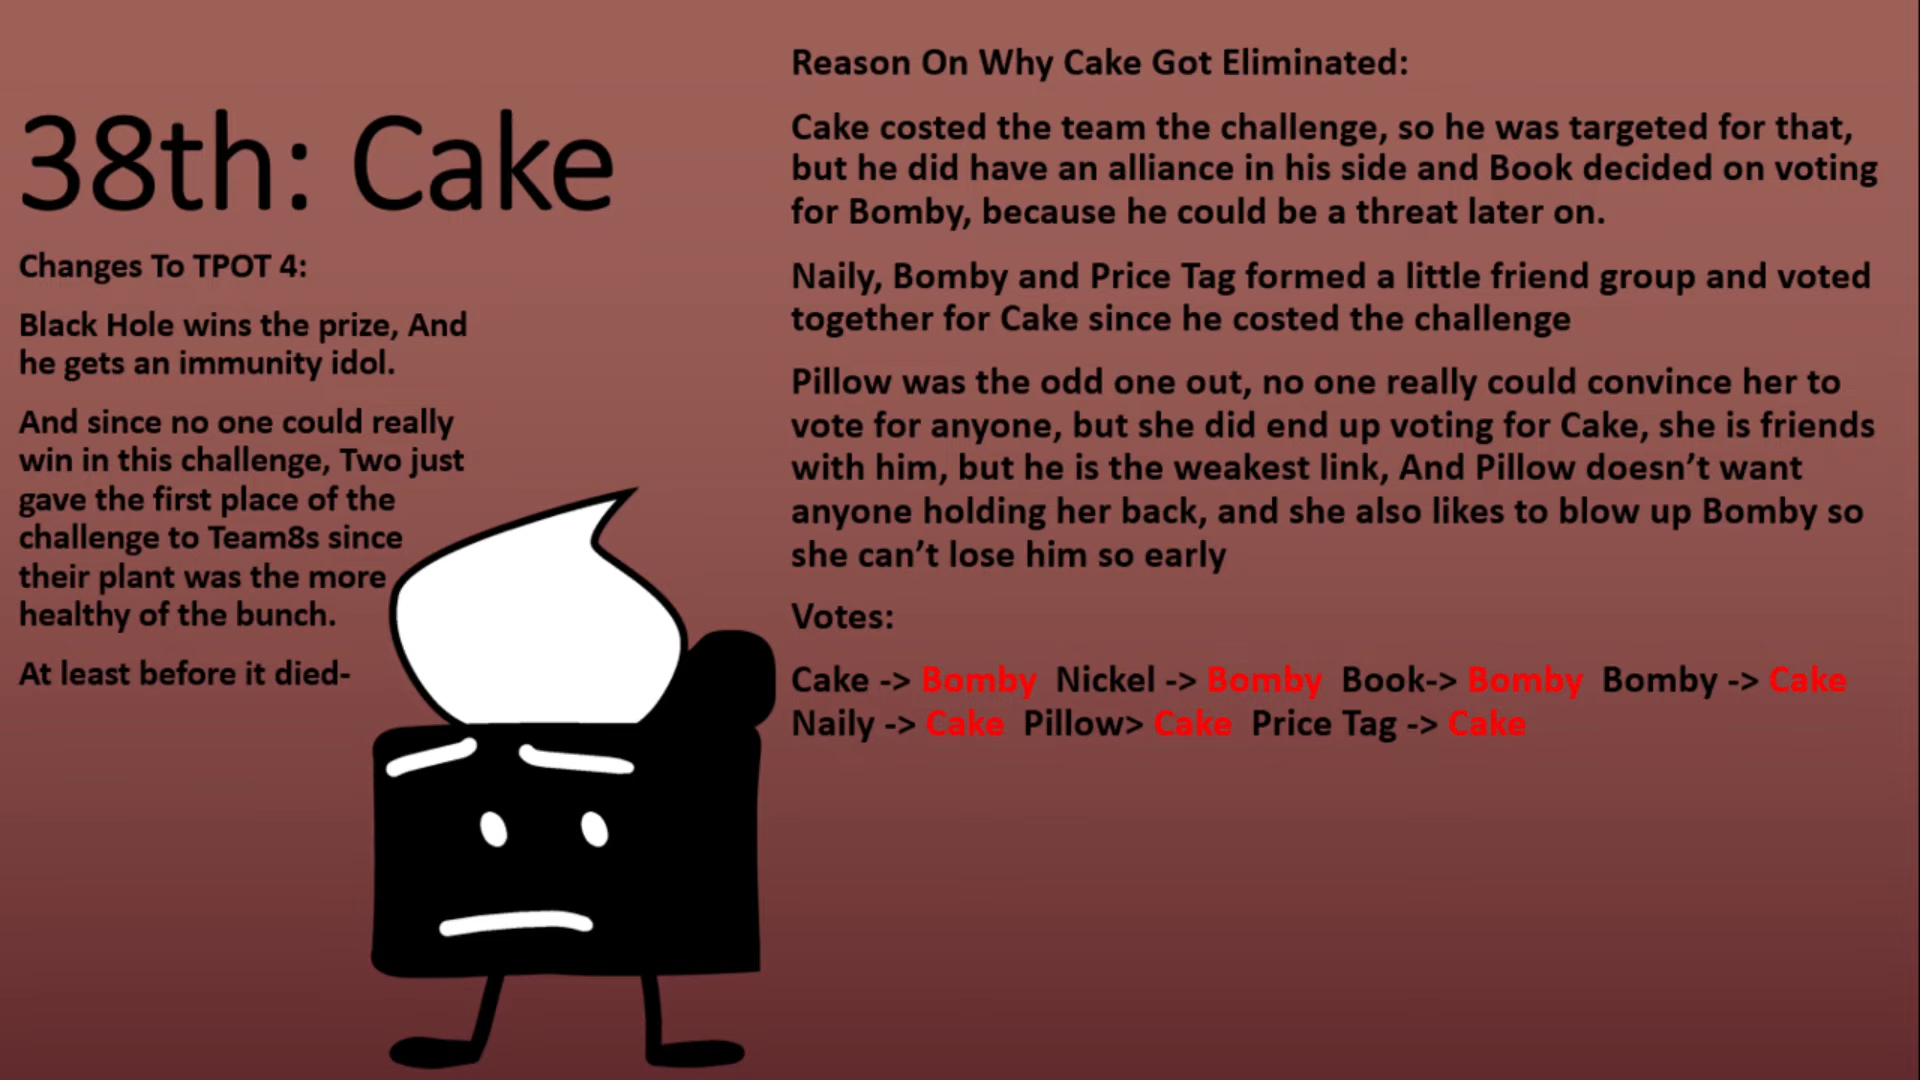 38th: Cake
Changes To TPOT 4:
Black Hole wins the prize, And
he gets an immunity idol.
And since no one could really
win in this challenge, Two just
gave the first place of the
challenge to Team8s since
their plant was the more
healthy of the bunch.
At least before it died-
Reason On Why Cake Got Eliminated:
Cake costed the team the challenge, so he was targeted for that,
but he did have an alliance in his side and Book decided on voting
for Bomby, because he could be a threat later on.
Naily, Bomby and Price Tag formed a little friend group and voted
together for Cake since he costed the challenge
Pillow was the odd one out, no one really could convince her to
vote for anyone, but she did end up voting for Cake, she is friends
with him, but he is the weakest link, And Pillow doesn’t want
anyone holding her back, and she also likes to blow up Bomby so
she can’t lose him so early
Votes:
Cake -> Bomby  Nickel -> Bomby  Book-> Bomby  Bomby -> Cake
Naily -> Cake  Pillow> Cake  Price Tag -> Cake